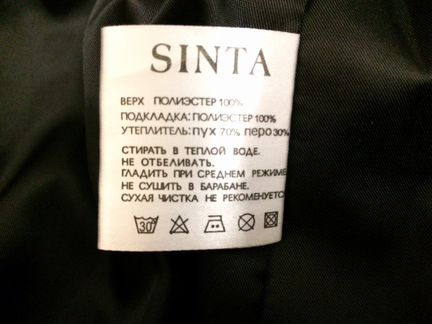 SINTA
ВЕРХ ПОЛИЭСТЕР 100%
ПОДКЛАДКА: ПОЛИЭСТЕР 100%
УТЕПЛИТЕЛЬ: ПУХ 70% ПЕРО 30%
СТИРАТЬ В ТЕПЛОЙ ВОДЕ.
НЕ ОТБЕЛИВАТЬ.
ГЛАДИТЬ ПРИ СРЕДНЕМ РЕЖИМЕ
НЕ СУШИТЬ В БАРАБАНЕ.
СУХАЯ ЧИСТКА НЕ РЕКОМЕНУЕТС
30°